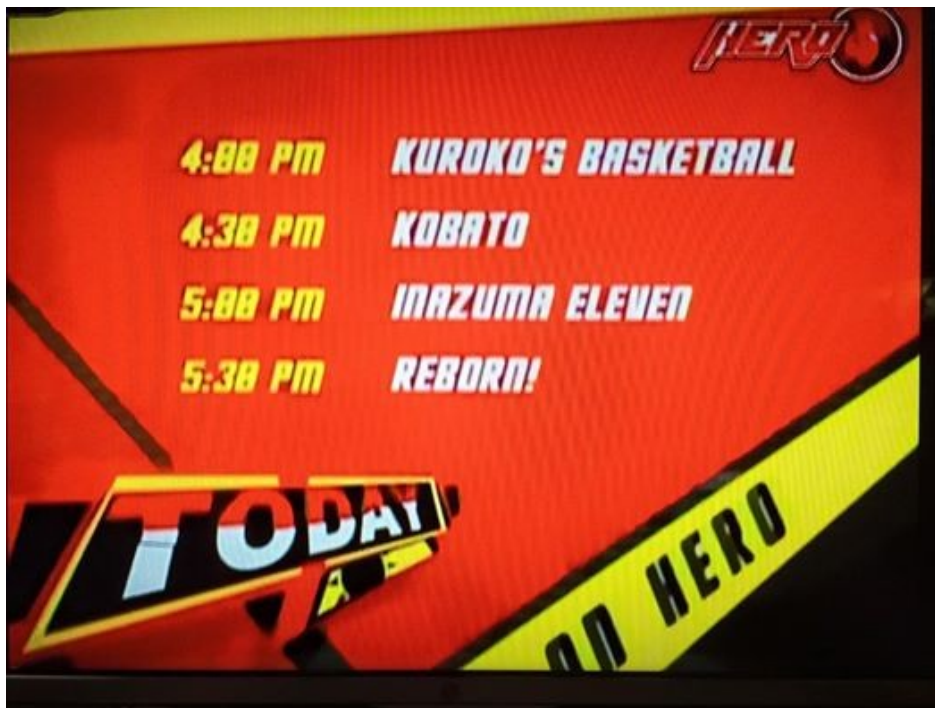 HERO
4:00 PM KUROKO'S BASKETBALL
4:30 PM KOBATO
5:00 PM INAZUMA ELEVEN
5:30 PM REBORN!
TODAY
ON HERO